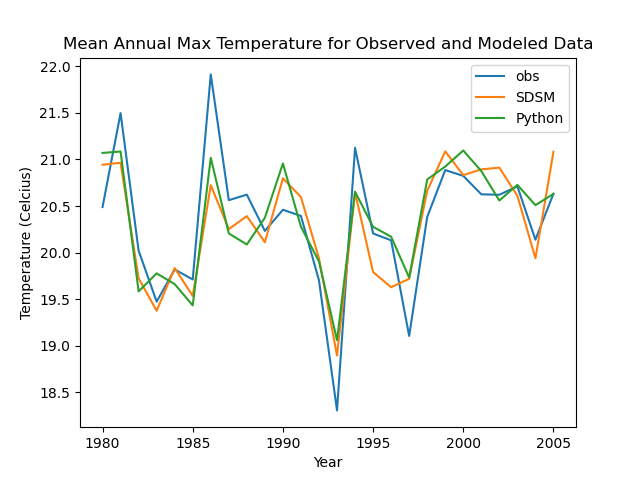 Mean Annual Max Temperature for Observed and Modeled Data
obs
SDSM
Python
Temperature (Celcius)
22.0
21.5
21.0
20.5
20.0
19.5
19.0
18.5
1980 1985 1990 1995 2000 2005
Year